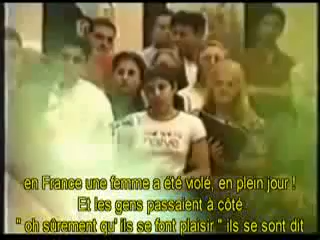 naïve
en France une femme a été violé, en plein jour !
Et les gens passaient à côté
" oh sûrement qu' ils se font plaisir " ils se sont dit